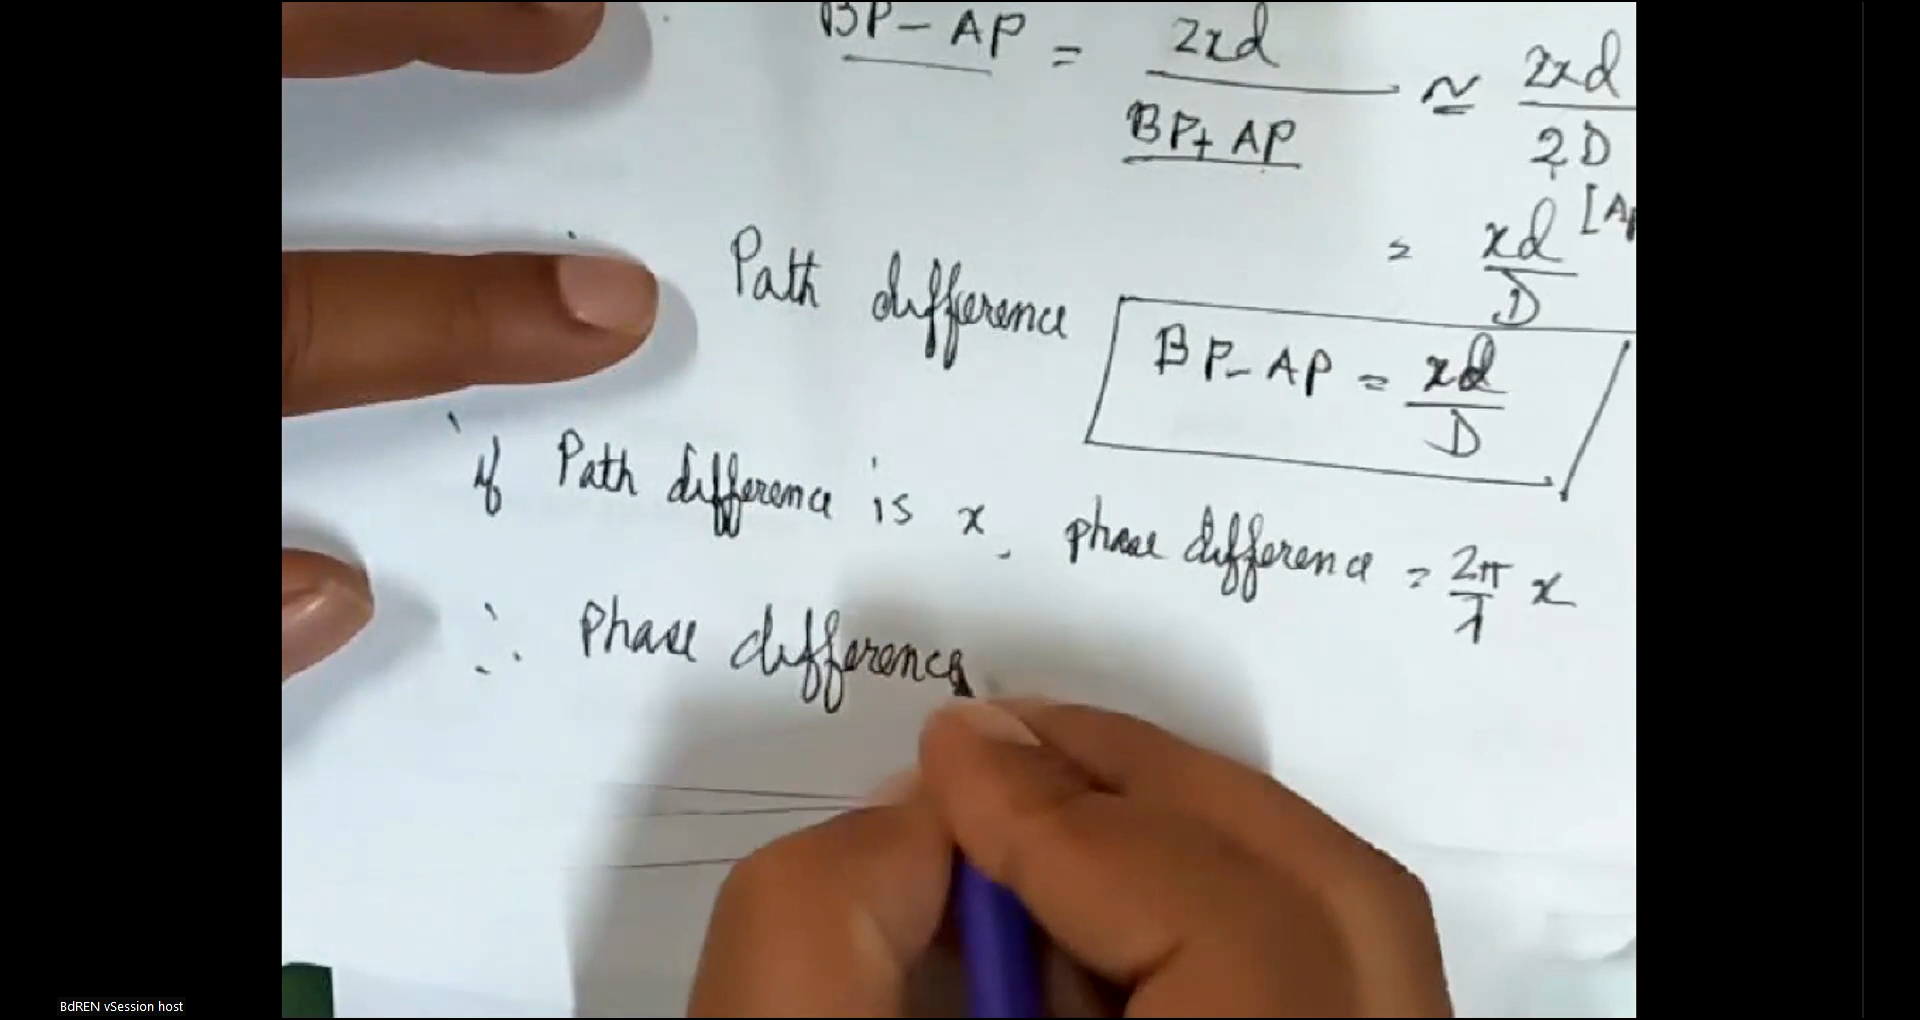 BP - AP = 2xd / BP + AP ≃ 2xd / 2D
= xd / D [AP
Path difference BP - AP = xd / D
if Path difference is x, phase difference = 2π/λ x
∴ Phase difference
BdREN vSession host